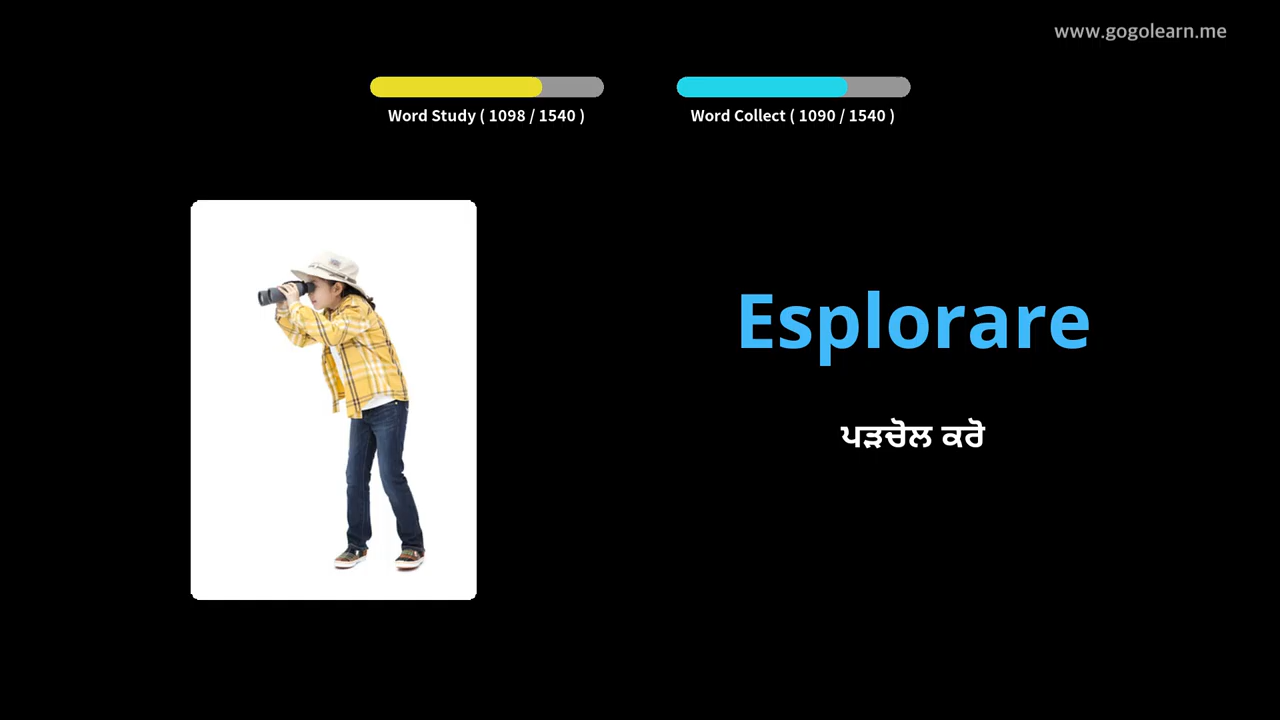 www.gogolearn.me
Word Study ( 1098 / 1540 )
Word Collect ( 1090 / 1540 )
Esplorare
ਪੜਚੋਲ ਕਰੋ